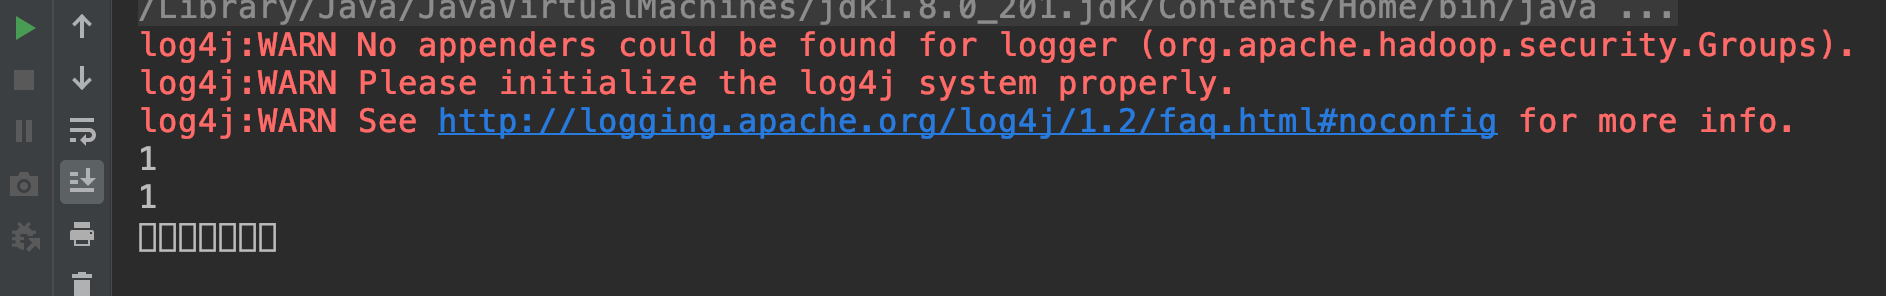 /Library/Java/JavaVirtualMachines/jdk1.8.0_201.jdk/Contents/Home/bin/java ...
log4j:WARN No appenders could be found for logger (org.apache.hadoop.security.Groups).
log4j:WARN Please initialize the log4j system properly.
log4j:WARN See http://logging.apache.org/log4j/1.2/faq.html#noconfig for more info.
1
1